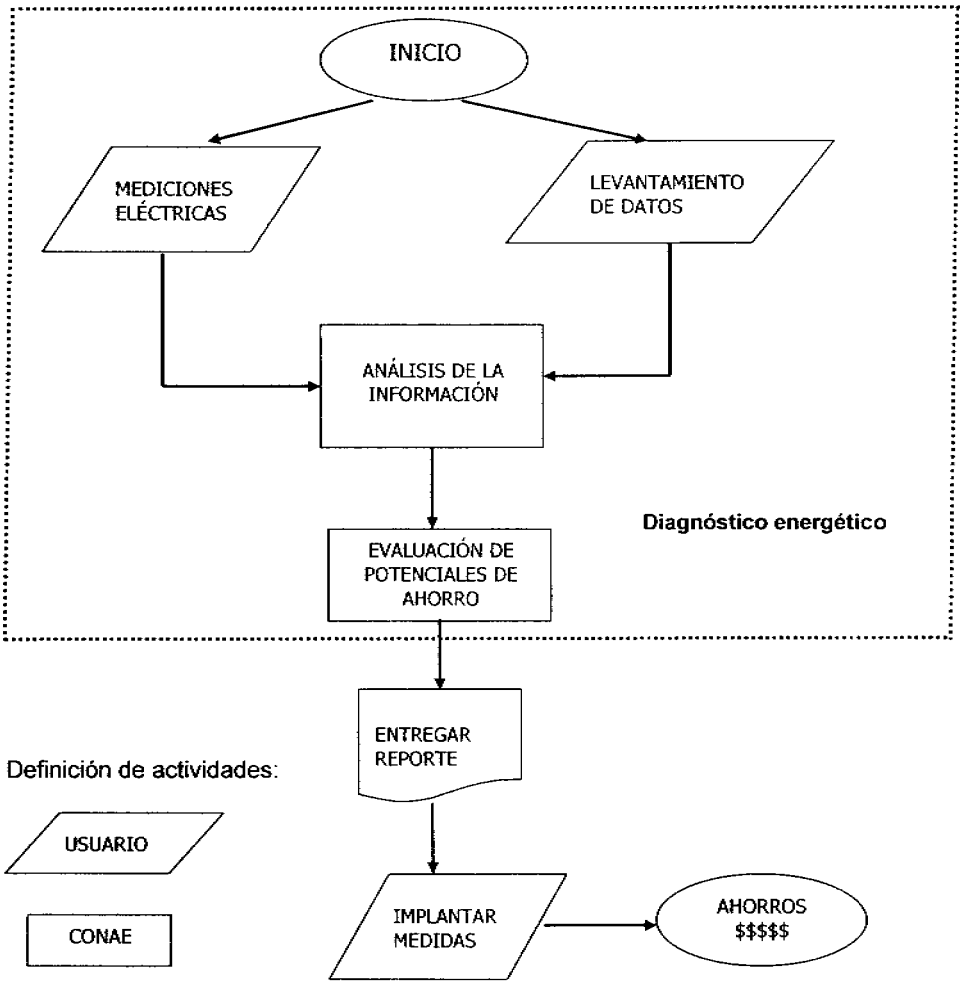 INICIO
MEDICIONES
ELÉCTRICAS
LEVANTAMIENTO
DE DATOS
ANÁLISIS DE LA
INFORMACIÓN
Diagnóstico energético
EVALUACIÓN DE
POTENCIALES DE
AHORRO
ENTREGAR
REPORTE
Definición de actividades:
USUARIO
CONAE
IMPLANTAR
MEDIDAS
AHORROS
$$$$$